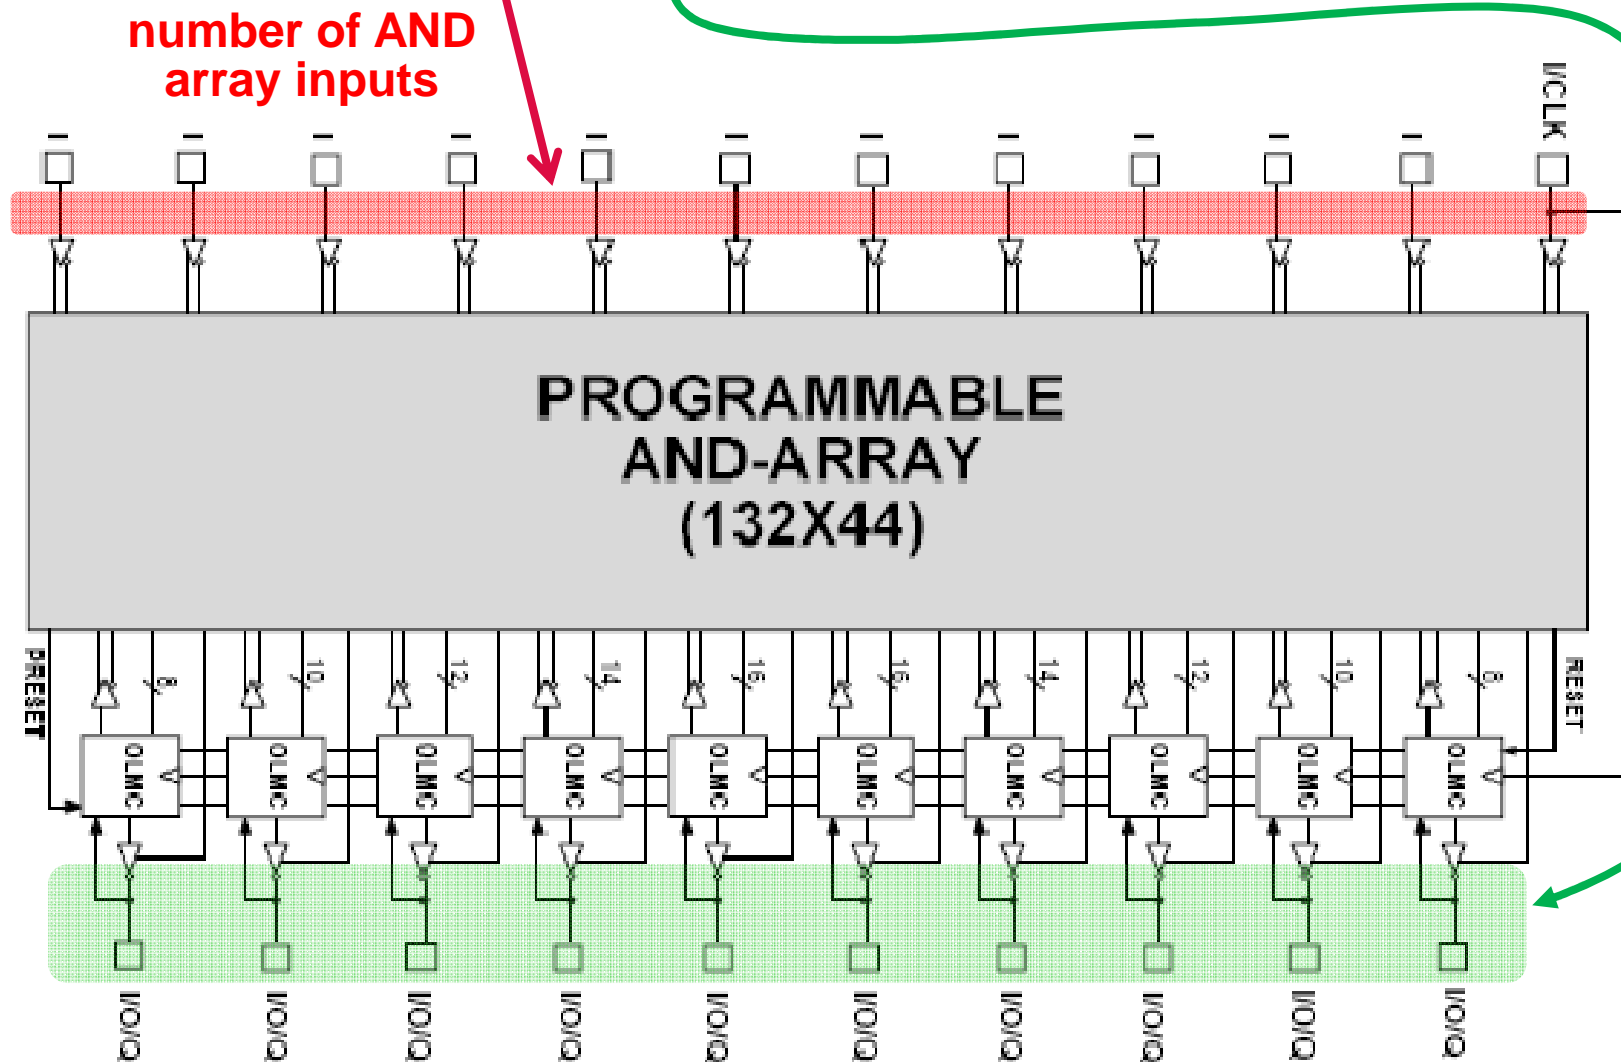 number of AND
array inputs
I/CLK
I I I I I I I I I I I
PROGRAMMABLE
AND-ARRAY
(132X44)
PRESET
8 10 12 14 16 16 14 12 10 8
RESET
OLMC OLMC OLMC OLMC OLMC OLMC OLMC OLMC OLMC OLMC
I/O/Q I/O/Q I/O/Q I/O/Q I/O/Q I/O/Q I/O/Q I/O/Q I/O/Q I/O/Q